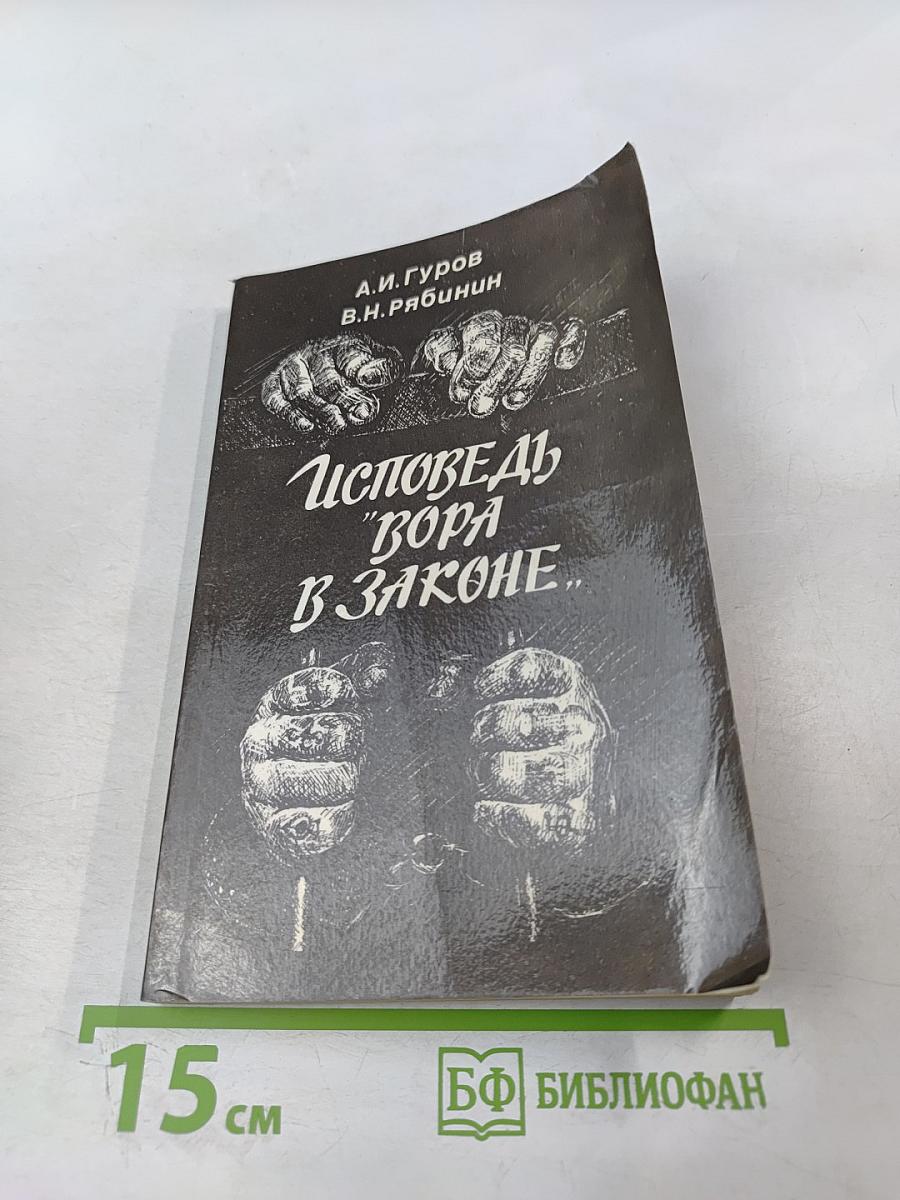 А.И.Гуров
В.Н.Рябинин
Исповедь
"вора
в законе„
15 см
БФ БИБЛИОФАН